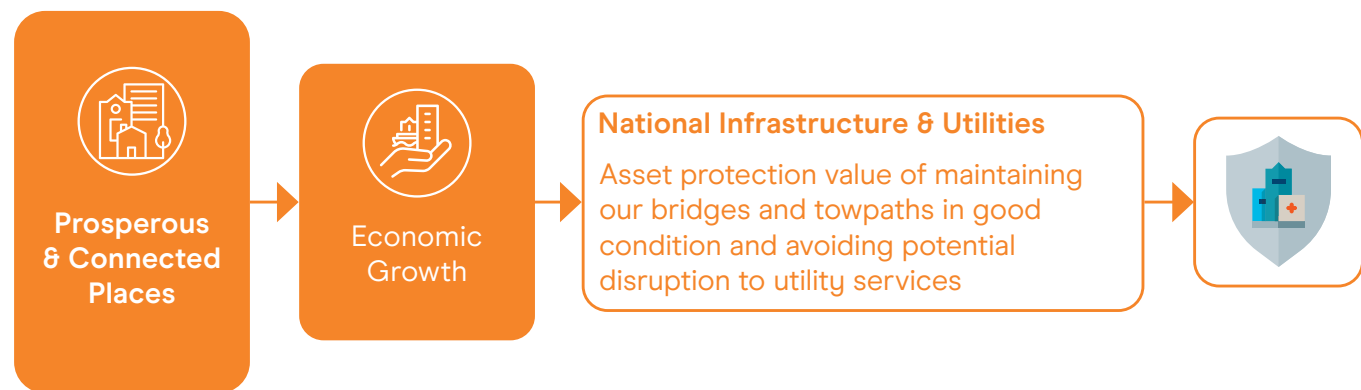 Prosperous
& Connected
Places
Economic
Growth
National Infrastructure & Utilities
Asset protection value of maintaining
our bridges and towpaths in good
condition and avoiding potential
disruption to utility services